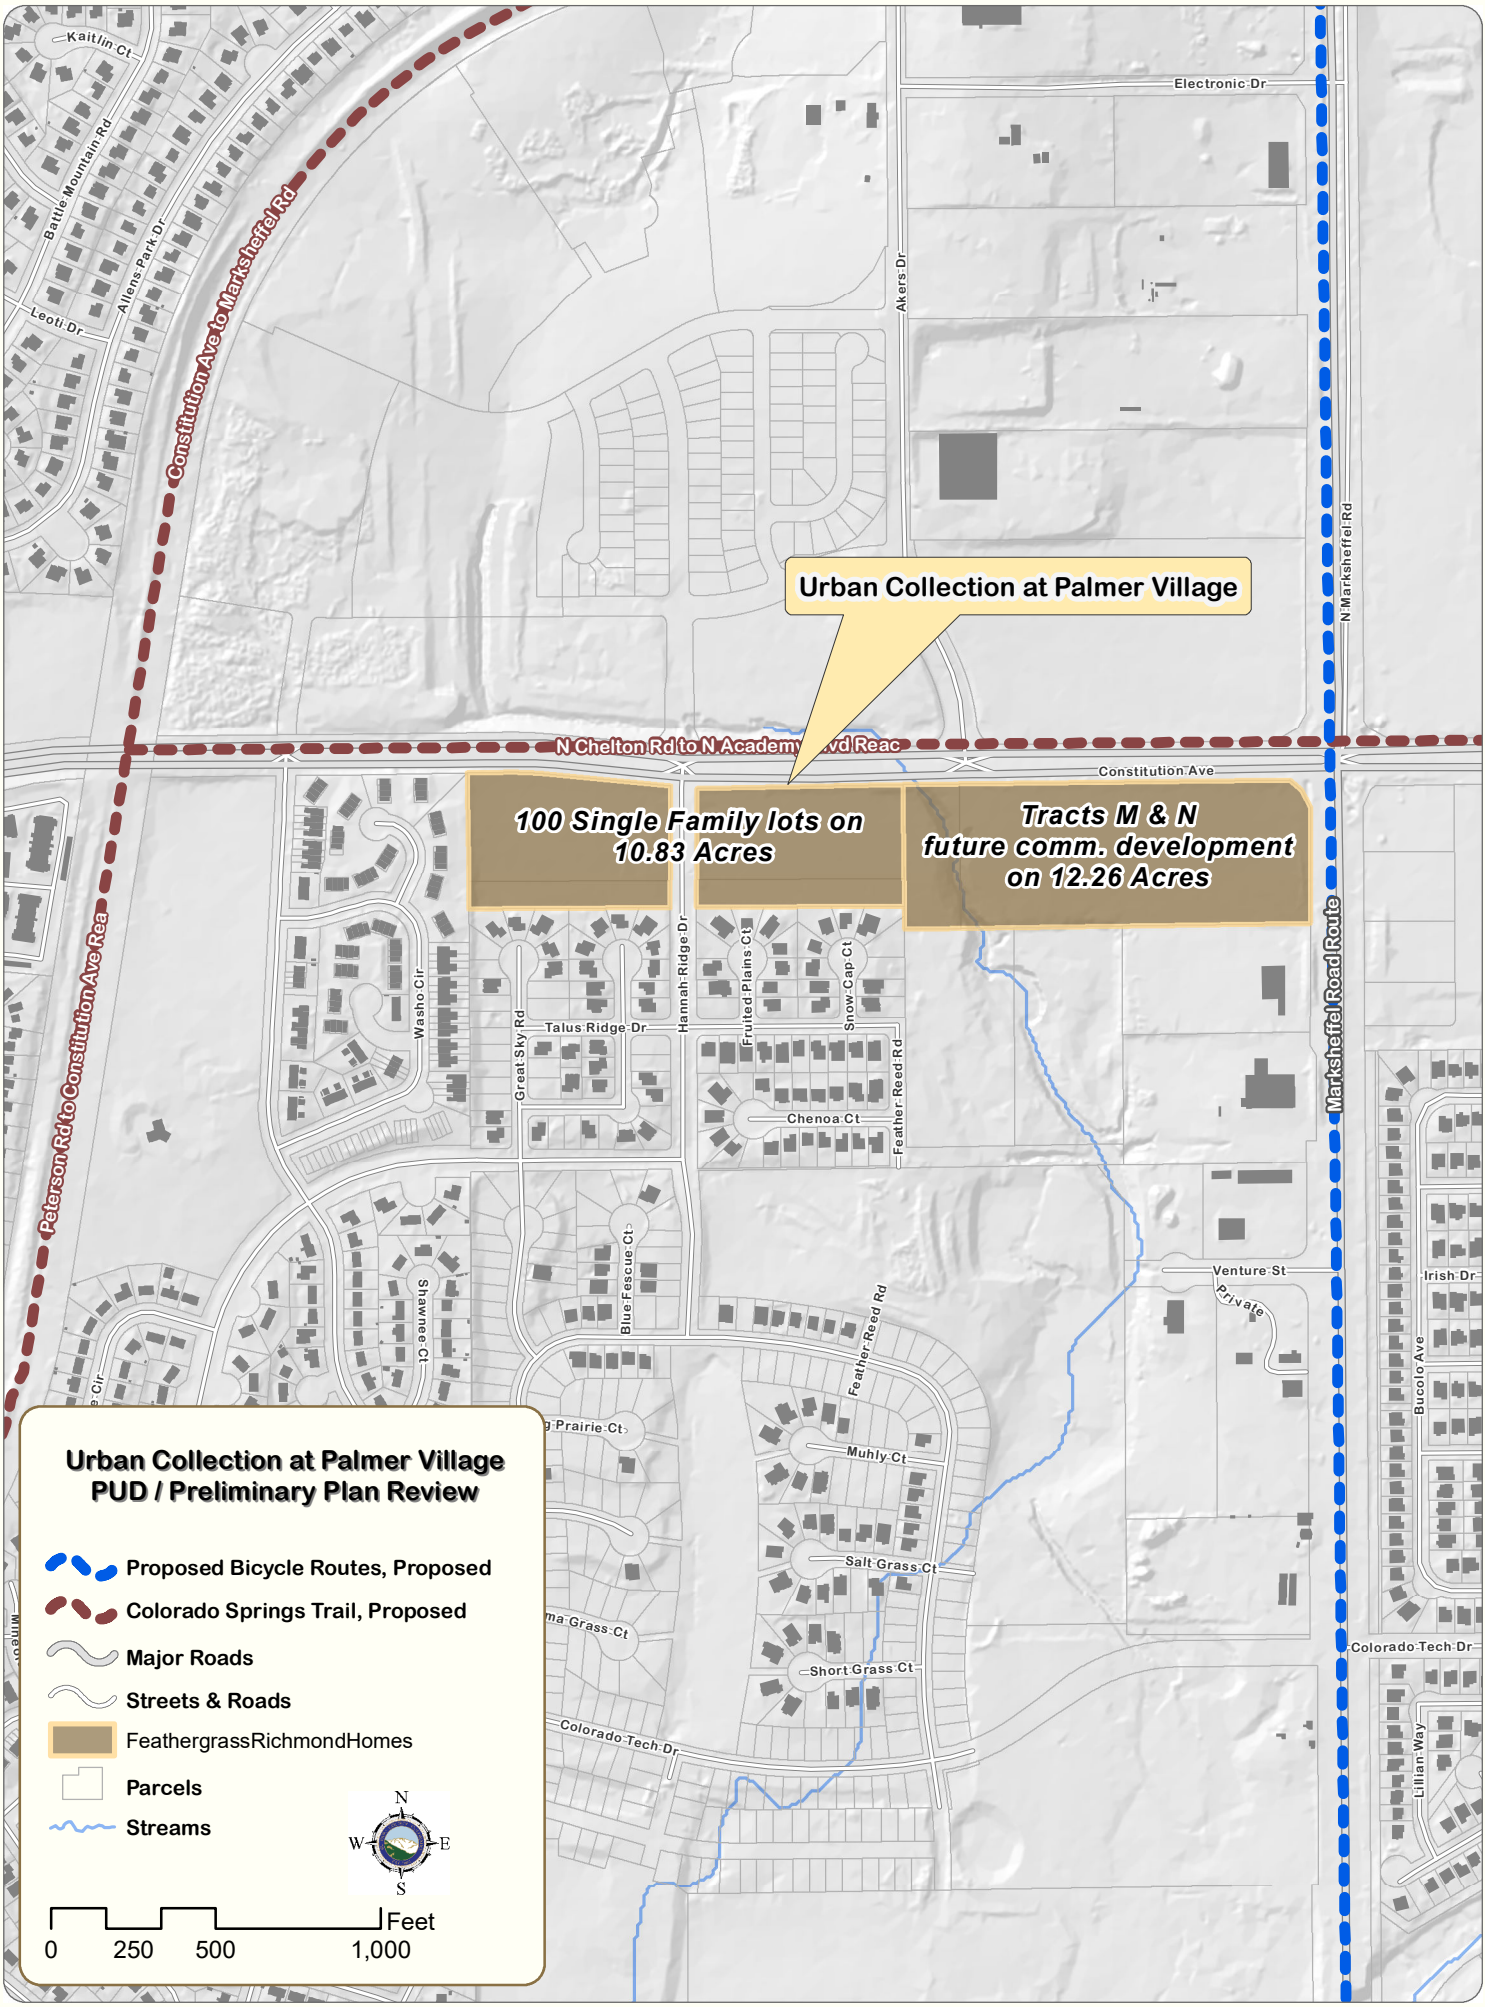 Kaitlin Ct
Electronic Dr
Battle Mountain Rd
Allens Park Dr
Leoti Dr
Constitution Ave to Marksheffel Rd
Akers Dr
N Marksheffel Rd
Urban Collection at Palmer Village
N Chelton Rd to N Academy Blvd Reac
Constitution Ave
100 Single Family lots on
10.83 Acres
Tracts M & N
future comm. development
on 12.26 Acres
Peterson Rd to Constitution Ave Rea
Marksheffel Road Route
Washo Cir
Great Sky Rd
Talus Ridge Dr
Hannah Ridge Dr
Fruited Plains Ct
Snow Cap Ct
Feather Reed Rd
Chenoa Ct
Shawnee Ct
Blue Fescue Ct
Feather Reed Rd
Venture St
Private
Irish Dr
Bucolo Ave
e Cir
g Prairie Ct
Muhly Ct
Salt Grass Ct
ma Grass Ct
Short Grass Ct
Colorado Tech Dr
Colorado Tech Dr
Lillian Way
Urban Collection at Palmer Village
PUD / Preliminary Plan Review
Proposed Bicycle Routes, Proposed
Colorado Springs Trail, Proposed
Major Roads
Streets & Roads
FeathergrassRichmondHomes
Parcels
Streams
N
W E
S
Feet
0 250 500 1,000